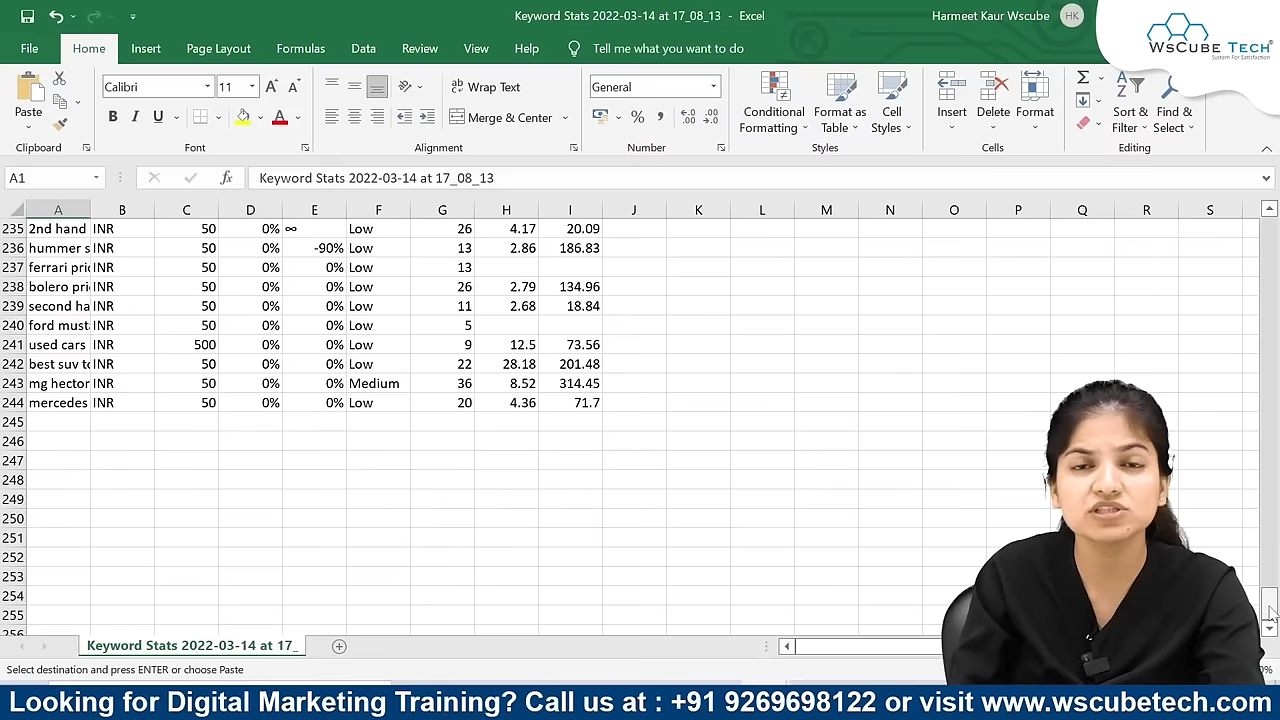 Keyword Stats 2022-03-14 at 17_08_13 - Excel
Harmeet Kaur Wscube HK
WSCUBE TECH
System For Satisfaction
File Home Insert Page Layout Formulas Data Review View Help Tell me what you want to do
Calibri 11 Wrap Text General
Paste Merge & Center Conditional Formatting Format as Table Cell Styles Insert Delete Format Sort & Filter Find & Select
Clipboard Font Alignment Number Styles Cells Editing
A1 fx Keyword Stats 2022-03-14 at 17_08_13
A B C D E F G H I J K L M N O P Q R S
235 2nd hand INR 50 0% ∞ Low 26 4.17 20.09
236 hummer s INR 50 0% -90% Low 13 2.86 186.83
237 ferrari pri INR 50 0% 0% Low 13
238 bolero pri INR 50 0% 0% Low 26 2.79 134.96
239 second ha INR 50 0% 0% Low 11 2.68 18.84
240 ford must INR 50 0% 0% Low 5
241 used cars INR 500 0% 0% Low 9 12.5 73.56
242 best suv to INR 50 0% 0% Low 22 28.18 201.48
243 mg hector INR 50 0% 0% Medium 36 8.52 314.45
244 mercedes INR 50 0% 0% Low 20 4.36 71.7
245
246
247
248
249
250
251
252
253
254
255
256
Keyword Stats 2022-03-14 at 17_
Select destination and press ENTER or choose Paste
Looking for Digital Marketing Training? Call us at : +91 9269698122 or visit www.wscubetech.com